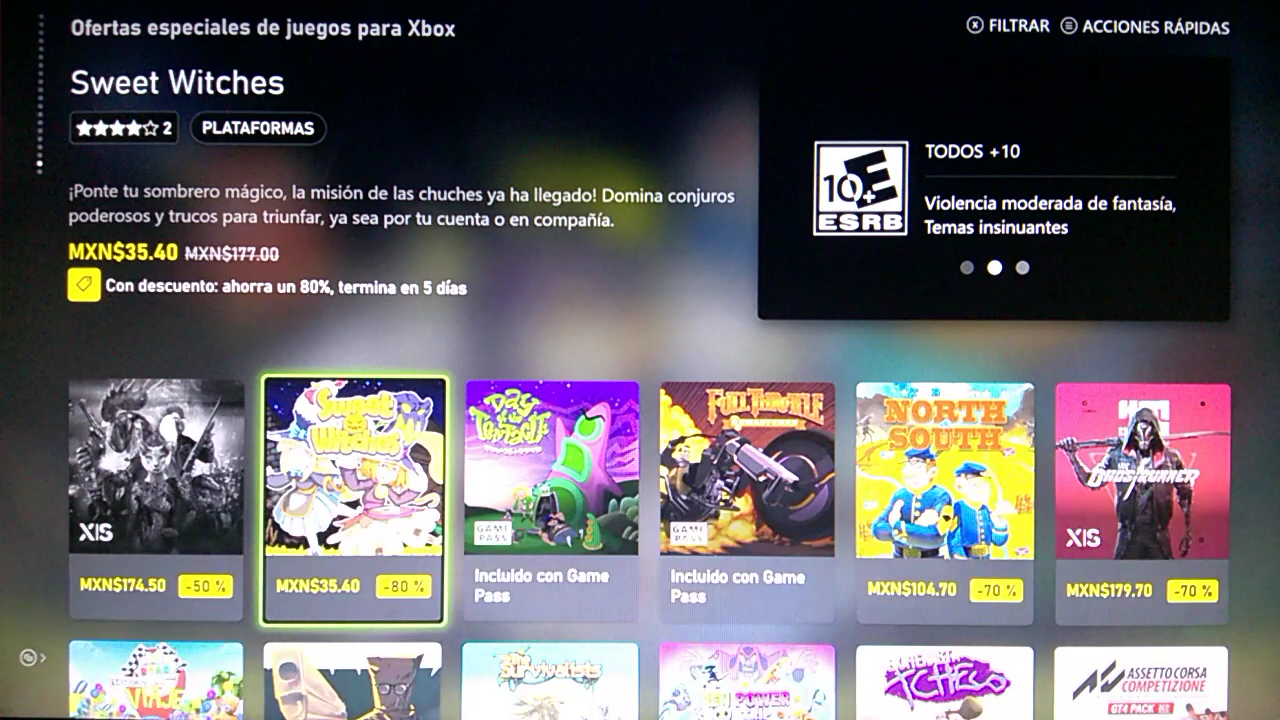 Ofertas especiales de juegos para Xbox
FILTRAR
ACCIONES RÁPIDAS
Sweet Witches
2
PLATAFORMAS
¡Ponte tu sombrero mágico, la misión de las chuches ya ha llegado! Domina conjuros
poderosos y trucos para triunfar, ya sea por tu cuenta o en compañía.
MXN$35.40 MXN$177.00
Con descuento: ahorra un 80%, termina en 5 días
10+ E
ESRB
TODOS +10
Violencia moderada de fantasía,
Temas insinuantes
X|S
MXN$174.50 -50 %
Sweet
Witches
MXN$35.40 -80 %
Day
of the
Tentacle
GAME
PASS
Incluido con Game
Pass
FULL THROTTLE
REMASTERED
GAME
PASS
Incluido con Game
Pass
NORTH
SOUTH
MXN$104.70 -70 %
GHOSTRUNNER
X|S
MXN$179.70 -70 %
VIAJE
The
Survivalists
POWER
ASSETTO CORSA
COMPETIZIONE
GT4 PACK